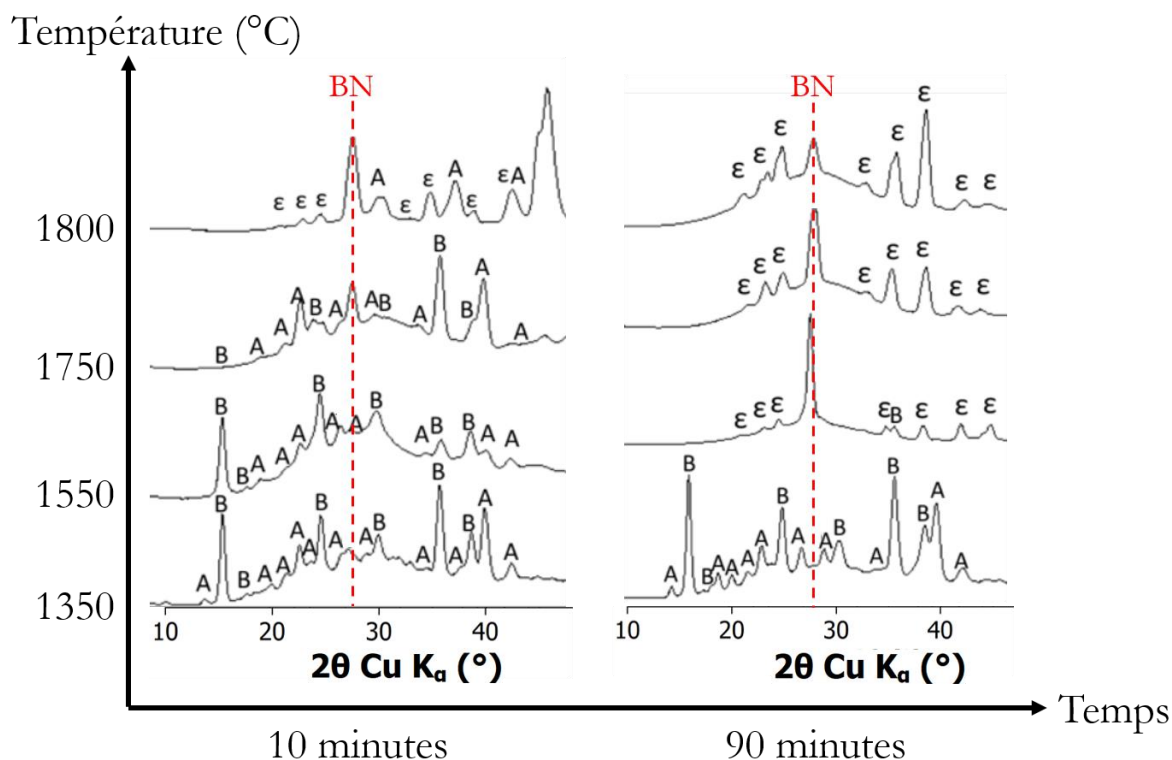 Température (°C)
BN
BN
1800
ε ε ε A ε ε A ε εA
ε ε ε ε ε ε ε ε
1750
B A A A B A A B A B B A A
ε ε ε ε ε ε ε ε
1550
B B A A A B A A B A B B A A
ε ε ε ε B ε ε ε
1350
A B B A A A A B A A B A B A B A A
A B B A A A A B A A B A B B A A
10 20 30 40
10 20 30 40
2θ Cu Kα (°)
2θ Cu Kα (°)
Temps
10 minutes
90 minutes